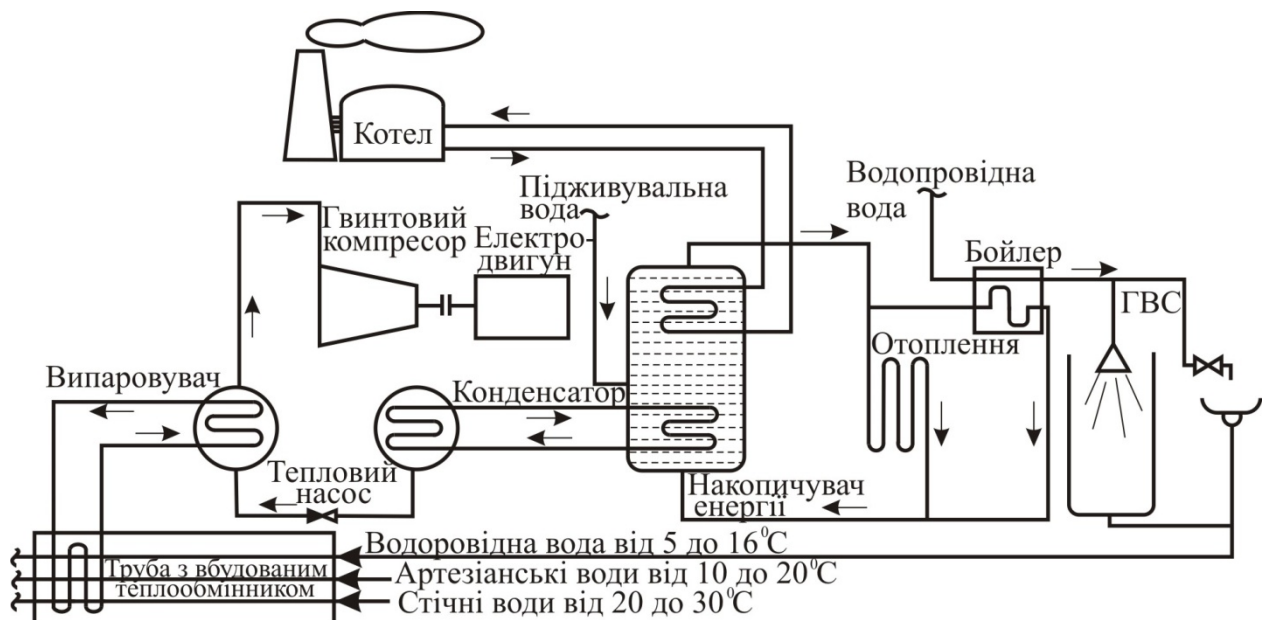 Котел
Підживувальна
вода
Водопровідна
вода
Гвинтовий
компресор
Електро-
двигун
Бойлер
ГВС
Отоплення
Випаровувач
Конденсатор
Тепловий
насос
Накопичувач
енергії
Водоровідна вода від 5 до 16⁰С
Труба з вбудованим
теплообмінником
Артезіанські води від 10 до 20⁰С
Стічні води від 20 до 30⁰С